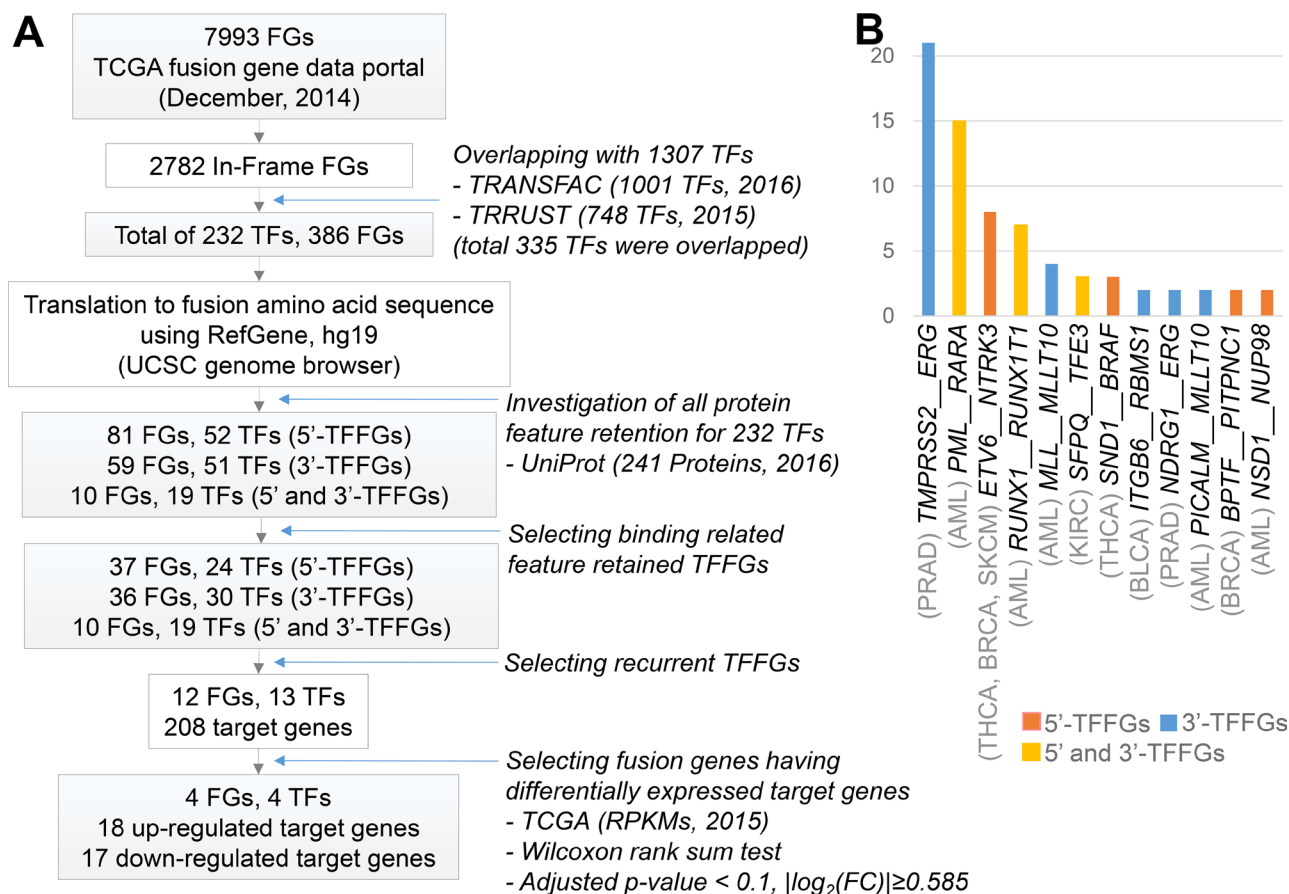 A
7993 FGs
TCGA fusion gene data portal
(December, 2014)
2782 In-Frame FGs
Overlapping with 1307 TFs
- TRANSFAC (1001 TFs, 2016)
- TRRUST (748 TFs, 2015)
(total 335 TFs were overlapped)
Total of 232 TFs, 386 FGs
Translation to fusion amino acid sequence
using RefGene, hg19
(UCSC genome browser)
Investigation of all protein
feature retention for 232 TFs
- UniProt (241 Proteins, 2016)
81 FGs, 52 TFs (5’-TFFGs)
59 FGs, 51 TFs (3’-TFFGs)
10 FGs, 19 TFs (5’ and 3’-TFFGs)
Selecting binding related
feature retained TFFGs
37 FGs, 24 TFs (5’-TFFGs)
36 FGs, 30 TFs (3’-TFFGs)
10 FGs, 19 TFs (5’ and 3’-TFFGs)
Selecting recurrent TFFGs
12 FGs, 13 TFs
208 target genes
Selecting fusion genes having
differentially expressed target genes
- TCGA (RPKMs, 2015)
- Wilcoxon rank sum test
- Adjusted p-value < 0.1, |log2(FC)|≥0.585
4 FGs, 4 TFs
18 up-regulated target genes
17 down-regulated target genes
B
20
15
10
5
0
(PRAD) TMPRSS2__ERG
(AML) PML__RARA
(THCA, BRCA, SKCM) ETV6__NTRK3
(AML) RUNX1__RUNX1T1
(AML) MLL__MLLT10
(KIRC) SFPQ__TFE3
(THCA) SND1__BRAF
(BLCA) ITGB6__RBMS1
(PRAD) NDRG1__ERG
(AML) PICALM__MLLT10
(BRCA) BPTF__PITPNC1
(AML) NSD1__NUP98
5’-TFFGs
3’-TFFGs
5’ and 3’-TFFGs